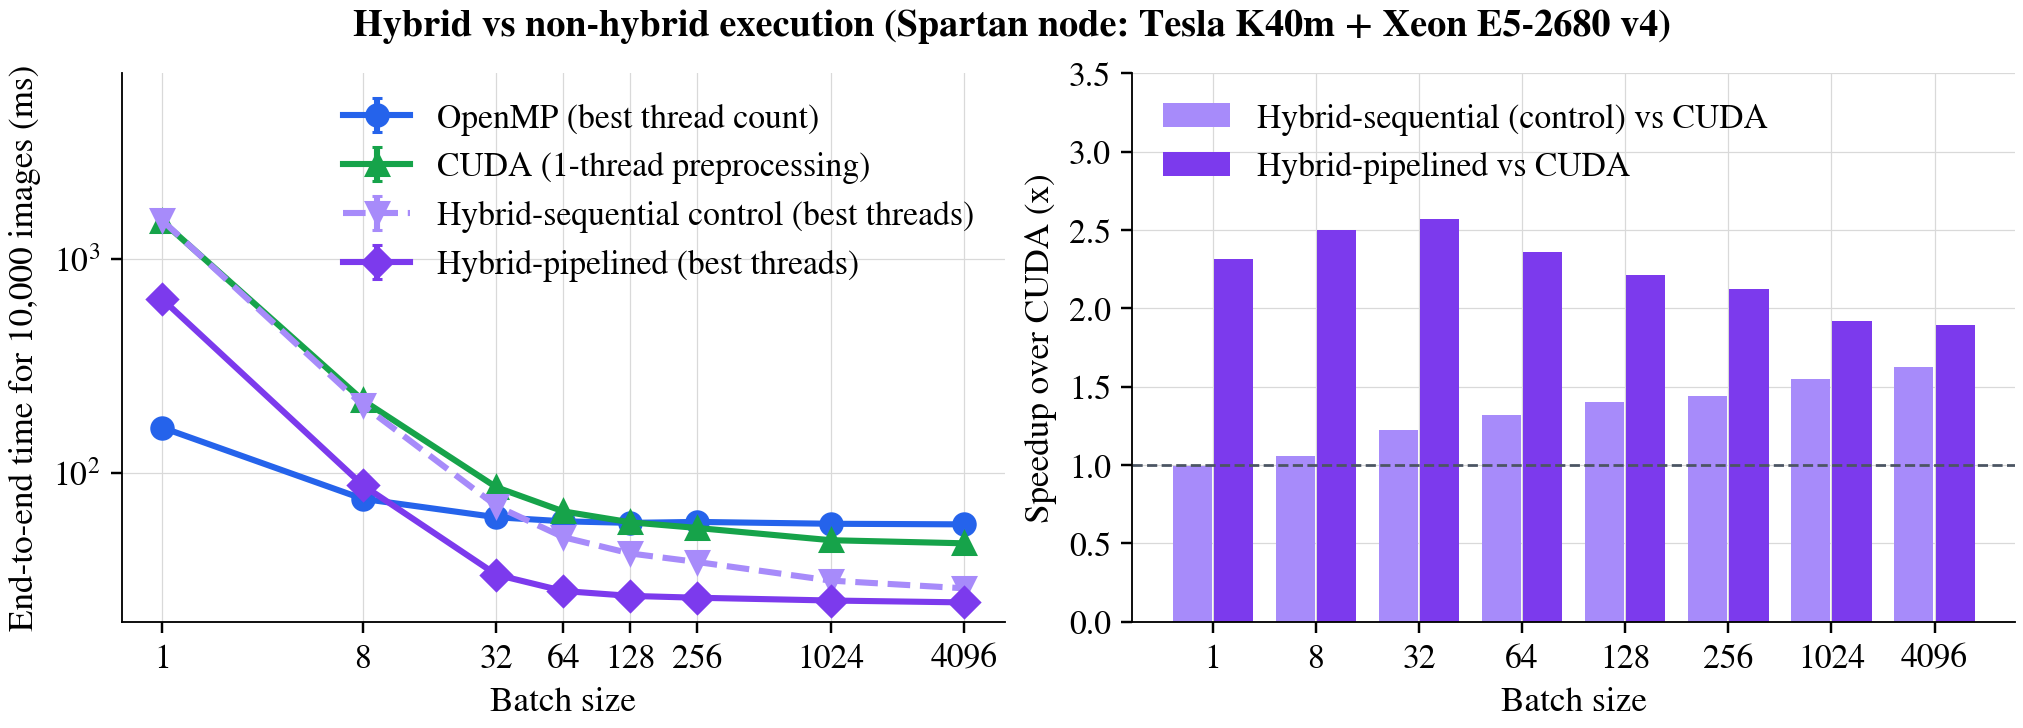 Hybrid vs non-hybrid execution (Spartan node: Tesla K40m + Xeon E5-2680 v4)
End-to-end time for 10,000 images (ms)
10³
10²
OpenMP (best thread count)
CUDA (1-thread preprocessing)
Hybrid-sequential control (best threads)
Hybrid-pipelined (best threads)
1 8 32 64 128 256 1024 4096
Batch size
Speedup over CUDA (x)
3.5
3.0
2.5
2.0
1.5
1.0
0.5
0.0
Hybrid-sequential (control) vs CUDA
Hybrid-pipelined vs CUDA
1 8 32 64 128 256 1024 4096
Batch size